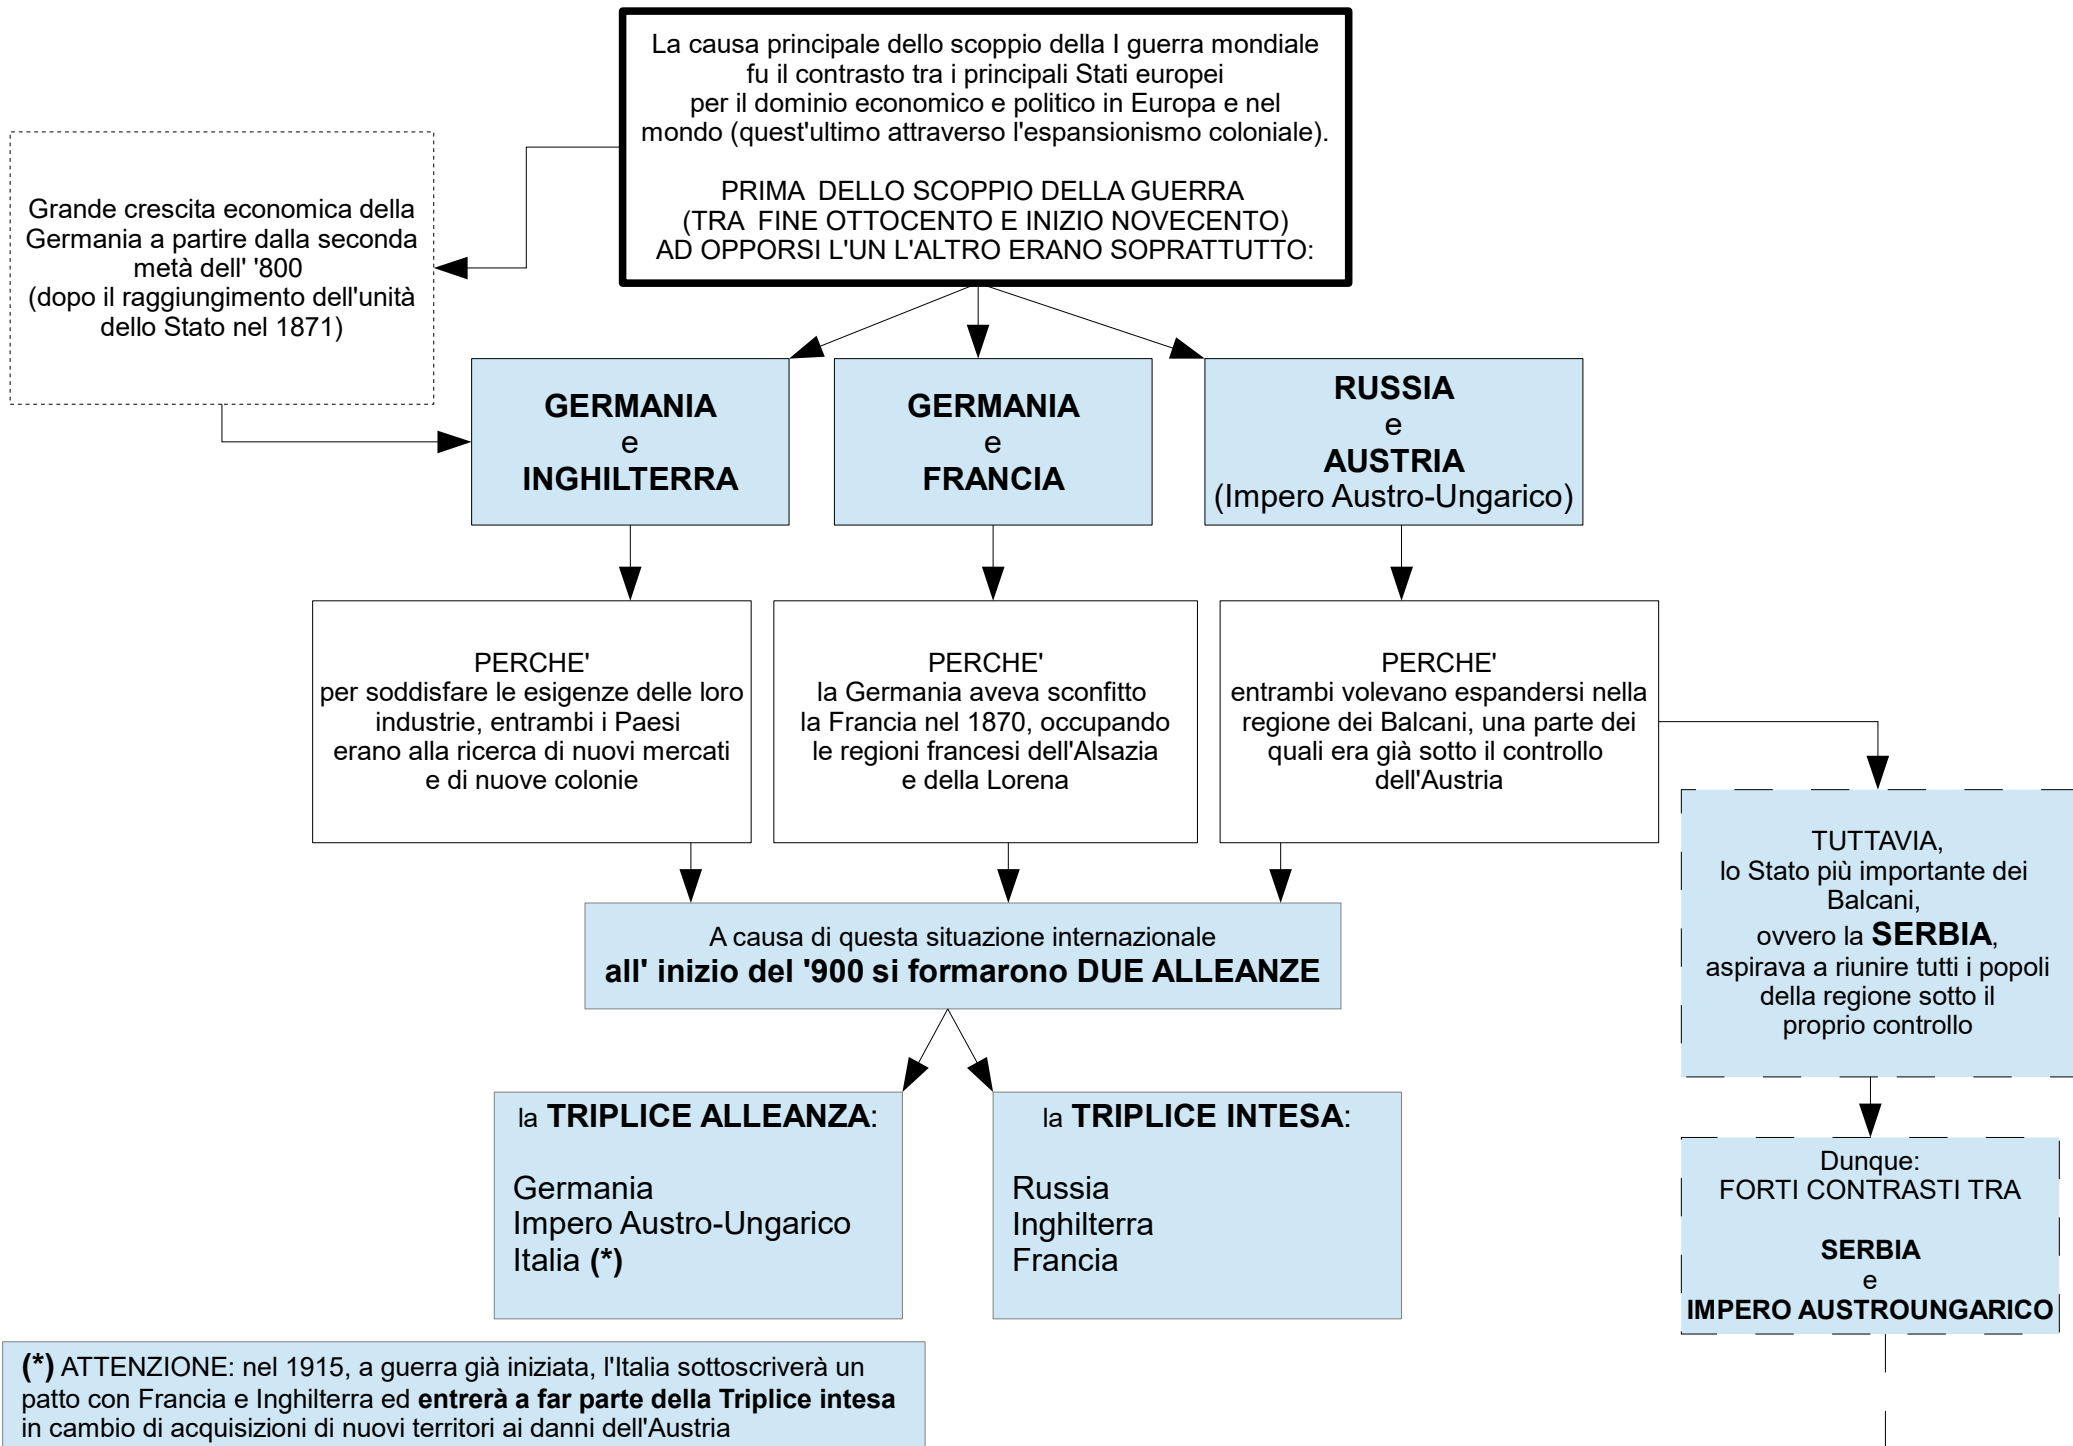 La causa principale dello scoppio della I guerra mondiale
fu il contrasto tra i principali Stati europei
per il dominio economico e politico in Europa e nel
mondo (quest'ultimo attraverso l'espansionismo coloniale).
PRIMA DELLO SCOPPIO DELLA GUERRA
(TRA FINE OTTOCENTO E INIZIO NOVECENTO)
AD OPPORSI L'UN L'ALTRO ERANO SOPRATTUTTO:
Grande crescita economica della
Germania a partire dalla seconda
metà dell' '800
(dopo il raggiungimento dell'unità
dello Stato nel 1871)
GERMANIA
e
INGHILTERRA
GERMANIA
e
FRANCIA
RUSSIA
e
AUSTRIA
(Impero Austro-Ungarico)
PERCHE'
per soddisfare le esigenze delle loro
industrie, entrambi i Paesi
erano alla ricerca di nuovi mercati
e di nuove colonie
PERCHE'
la Germania aveva sconfitto
la Francia nel 1870, occupando
le regioni francesi dell'Alsazia
e della Lorena
PERCHE'
entrambi volevano espandersi nella
regione dei Balcani, una parte dei
quali era già sotto il controllo
dell'Austria
TUTTAVIA,
lo Stato più importante dei
Balcani,
ovvero la SERBIA,
aspirava a riunire tutti i popoli
della regione sotto il
proprio controllo
A causa di questa situazione internazionale
all' inizio del '900 si formarono DUE ALLEANZE
la TRIPLICE ALLEANZA:
Germania
Impero Austro-Ungarico
Italia (*)
la TRIPLICE INTESA:
Russia
Inghilterra
Francia
Dunque:
FORTI CONTRASTI TRA
SERBIA
e
IMPERO AUSTROUNGARICO
(*) ATTENZIONE: nel 1915, a guerra già iniziata, l'Italia sottoscriverà un
patto con Francia e Inghilterra ed entrerà a far parte della Triplice intesa
in cambio di acquisizioni di nuovi territori ai danni dell'Austria